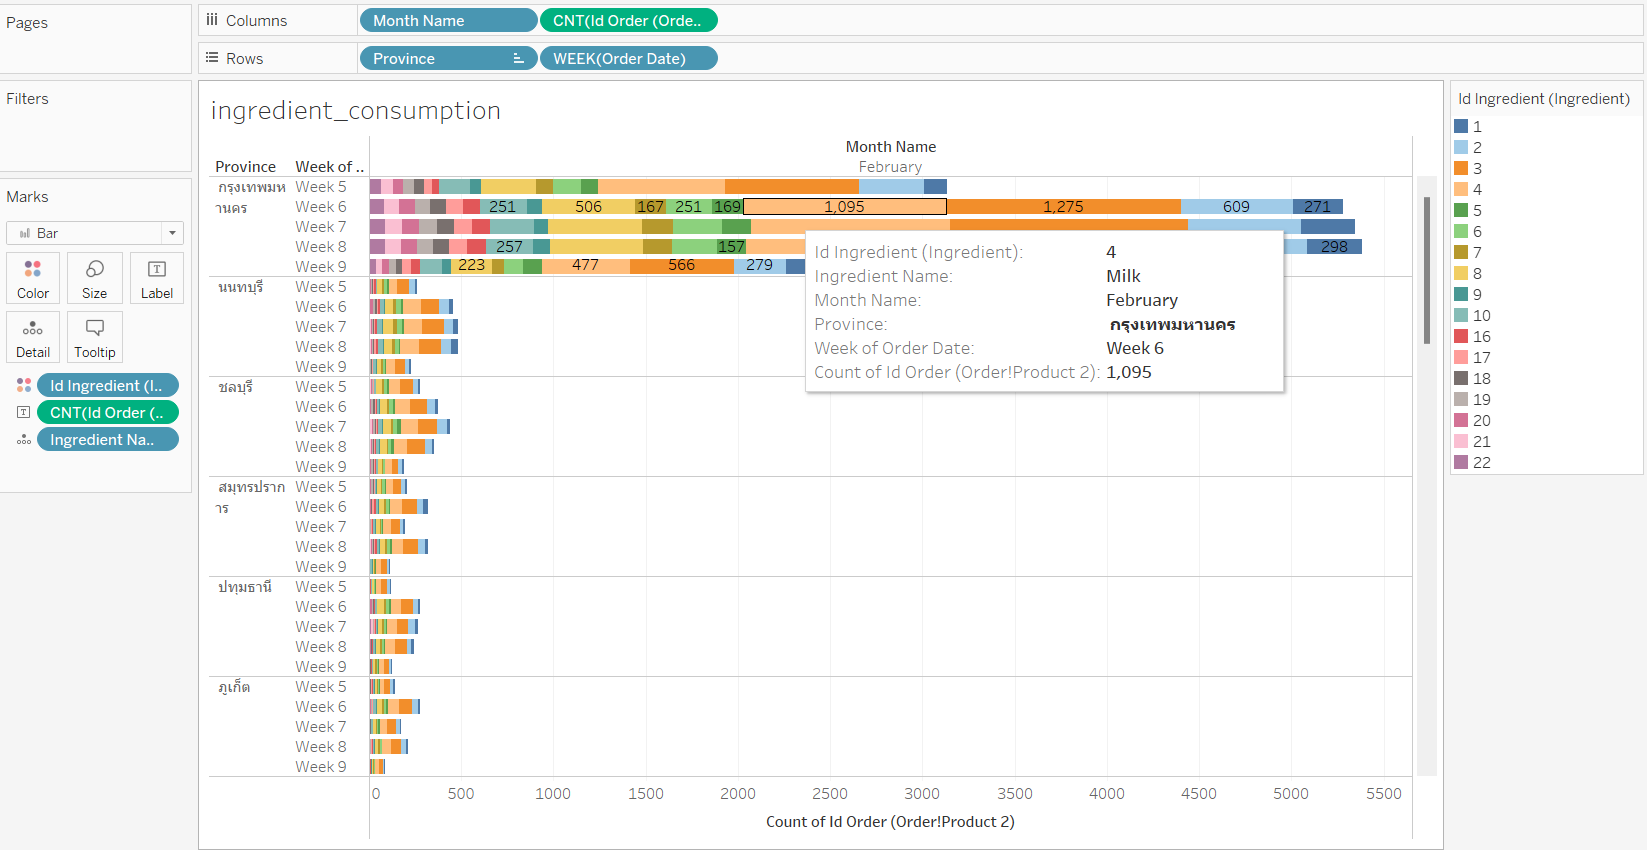 Pages
Columns
Month Name
CNT(Id Order (Orde..
Rows
Province
WEEK(Order Date)
Filters
Marks
Bar
Color
Size
Label
Detail
Tooltip
Id Ingredient (I..
CNT(Id Order (..
Ingredient Na..
ingredient_consumption
Month Name
Province
Week of ..
February
กรุงเทพมห
านคร
Week 5
Week 6
251
506
167
251
169
1,095
1,275
609
271
Week 7
Week 8
257
157
298
Week 9
223
477
566
279
นนทบุรี
Week 5
Week 6
Week 7
Week 8
Week 9
ชลบุรี
Week 5
Week 6
Week 7
Week 8
Week 9
สมุทรปราก
าร
Week 5
Week 6
Week 7
Week 8
Week 9
ปทุมธานี
Week 5
Week 6
Week 7
Week 8
Week 9
ภูเก็ต
Week 5
Week 6
Week 7
Week 8
Week 9
0
500
1000
1500
2000
2500
3000
3500
4000
4500
5000
5500
Count of Id Order (Order!Product 2)
Id Ingredient (Ingredient): 4
Ingredient Name: Milk
Month Name: February
Province: กรุงเทพมหานคร
Week of Order Date: Week 6
Count of Id Order (Order!Product 2): 1,095
Id Ingredient (Ingredient)
1
2
3
4
5
6
7
8
9
10
16
17
18
19
20
21
22